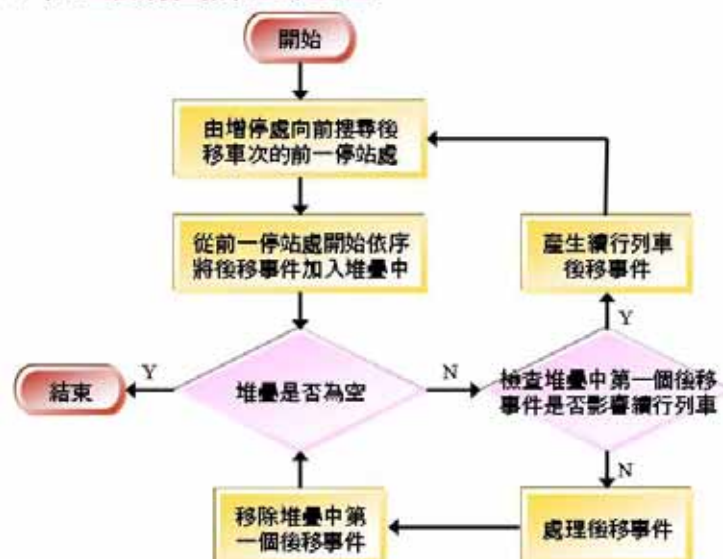 開始
由增停處向前搜尋後
移車次的前一停站處
從前一停站處開始依序
將後移事件加入堆疊中
產生續行列車
後移事件
Y
結束
Y
堆疊是否為空
N
檢查堆疊中第一個後移
事件是否影響續行列車
N
移除堆疊中第
一個後移事件
處理後移事件